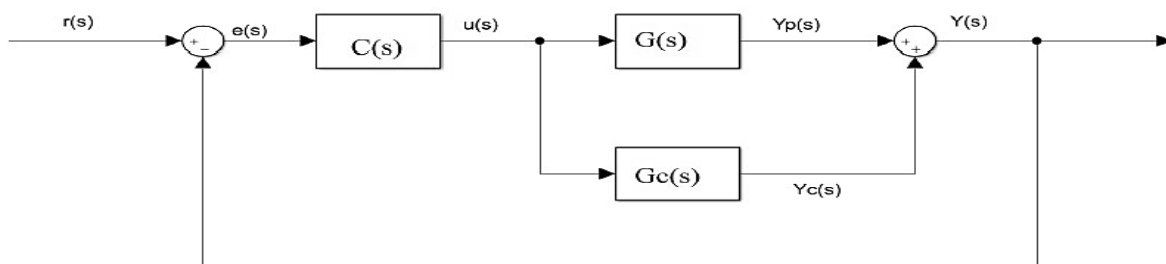 r(s)
+
−
e(s)
C(s)
u(s)
G(s)
Yp(s)
+
+
Y(s)
Gc(s)
Yc(s)